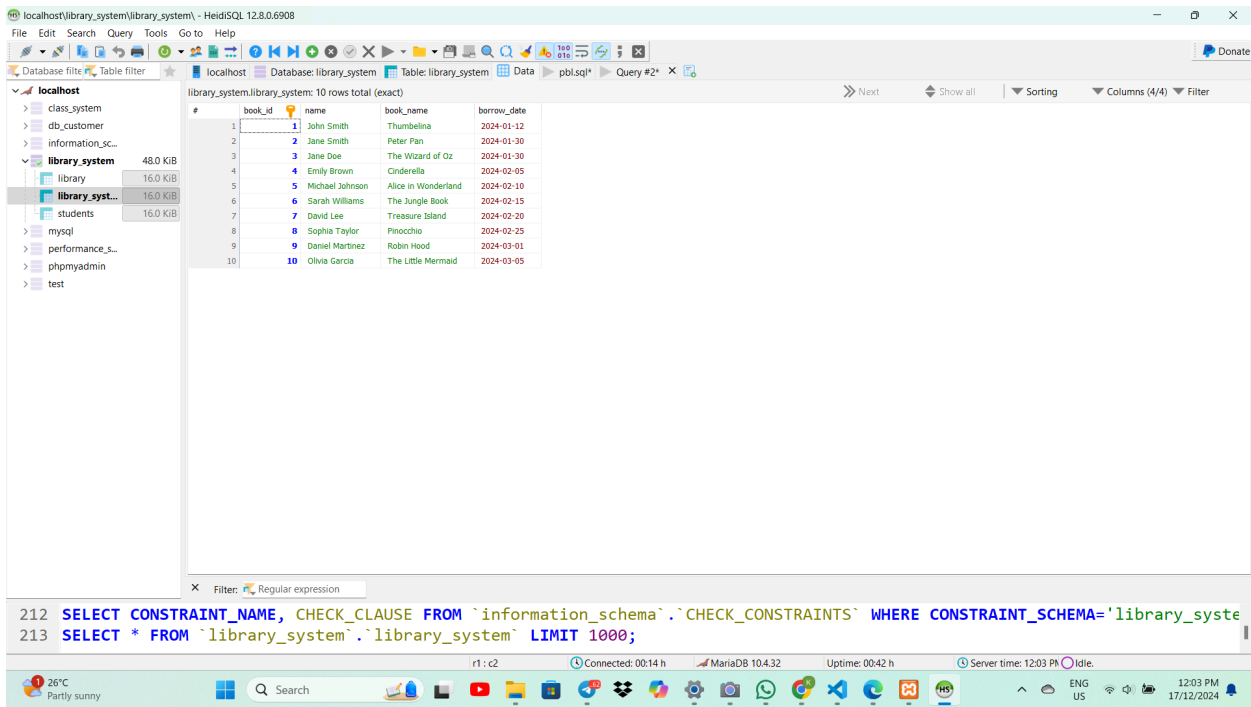 localhost\library_system\library_system\ - HeidiSQL 12.8.0.6908
File Edit Search Query Tools Go to Help
Donate
Database filte Table filter localhost Database: library_system Table: library_system Data pbl.sql* Query #2*
localhost
class_system
db_customer
information_sc...
library_system 48.0 KiB
library 16.0 KiB
library_syst... 16.0 KiB
students 16.0 KiB
mysql
performance_s...
phpmyadmin
test
library_system.library_system: 10 rows total (exact) Next Show all Sorting Columns (4/4) Filter
# book_id name book_name borrow_date
1 1 John Smith Thumbelina 2024-01-12
2 2 Jane Smith Peter Pan 2024-01-30
3 3 Jane Doe The Wizard of Oz 2024-01-30
4 4 Emily Brown Cinderella 2024-02-05
5 5 Michael Johnson Alice in Wonderland 2024-02-10
6 6 Sarah Williams The Jungle Book 2024-02-15
7 7 David Lee Treasure Island 2024-02-20
8 8 Sophia Taylor Pinocchio 2024-02-25
9 9 Daniel Martinez Robin Hood 2024-03-01
10 10 Olivia Garcia The Little Mermaid 2024-03-05
Filter: Regular expression
212 SELECT CONSTRAINT_NAME, CHECK_CLAUSE FROM `information_schema`.`CHECK_CONSTRAINTS` WHERE CONSTRAINT_SCHEMA='library_syste
213 SELECT * FROM `library_system`.`library_system` LIMIT 1000;
r1 : c2 Connected: 00:14 h MariaDB 10.4.32 Uptime: 00:42 h Server time: 12:03 PM Idle.
1 26°C
Partly sunny
Search
62
ENG
US
12:03 PM
17/12/2024